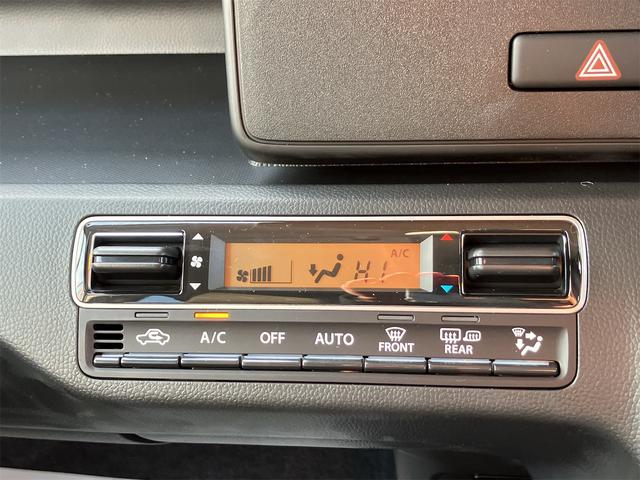 A/C
HI
A/C OFF AUTO FRONT REAR